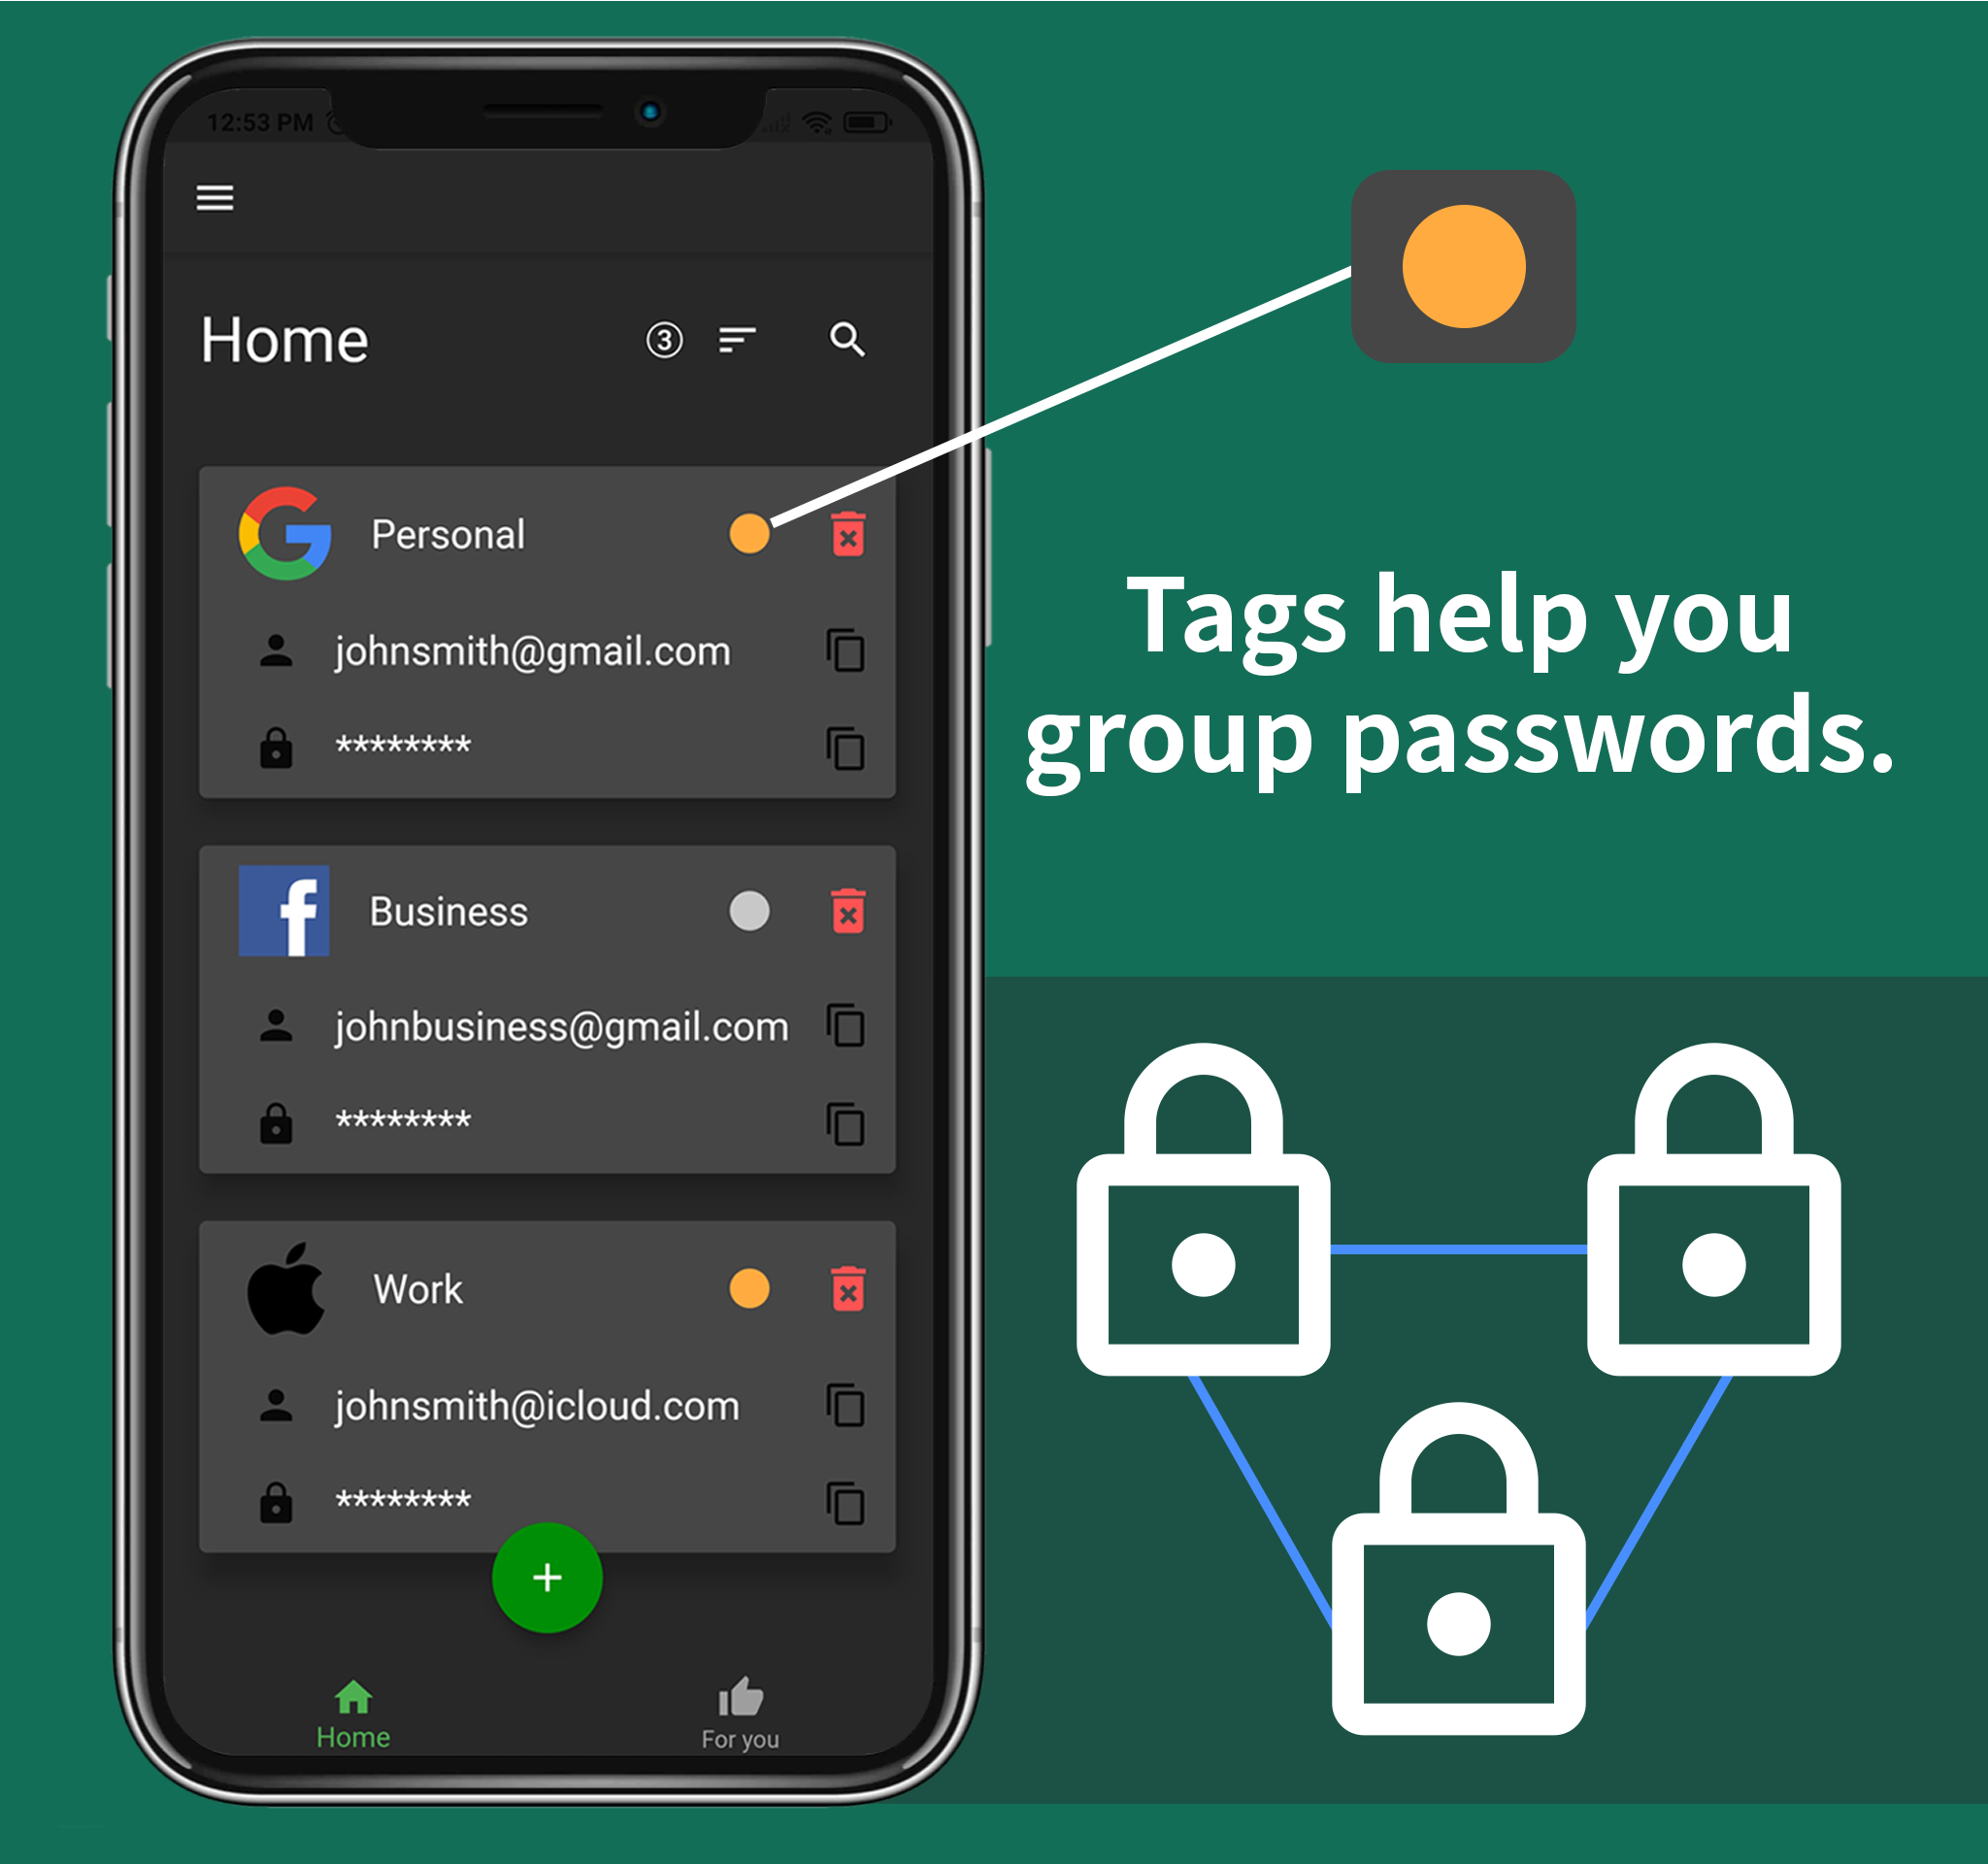 12:53 PM
Home
3
Personal
johnsmith@gmail.com
********
Business
johnbusiness@gmail.com
********
Work
johnsmith@icloud.com
********
+
Home
For you
Tags help you
group passwords.